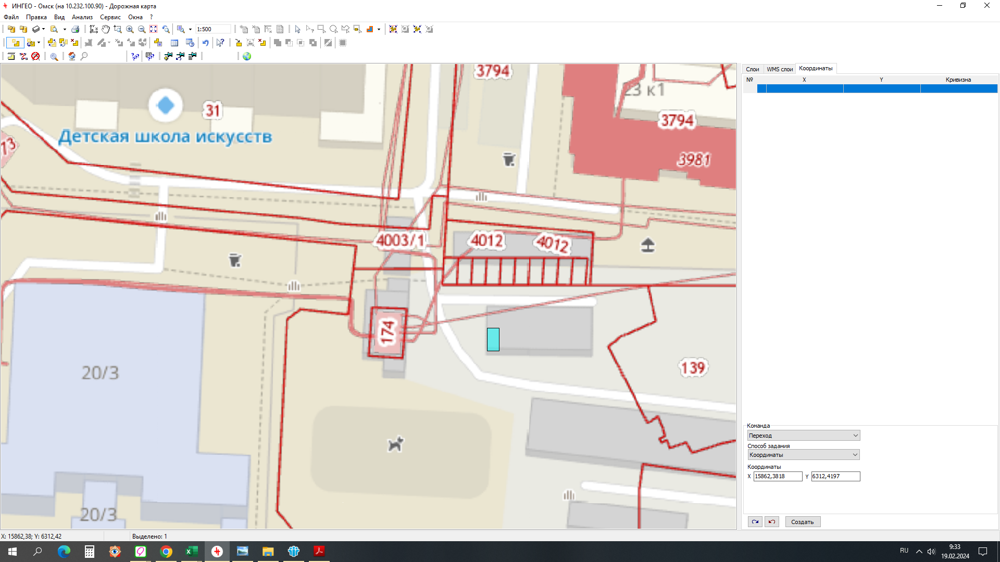 ИНГЕО - Омск (на 10.232.100.90) - Дорожная карта
Файл Правка Вид Анализ Сервис Окна ?
1:500
Слои WMS слои Координаты
№ X Y Кривизна
3794
23 к1
31
3794
Детская школа искусств
13
3981
4003/1 4012 4012
174
20/3
139
20/3
Команда
Переход
Способ задания
Координаты
Координаты
X 15862,3818 Y 6312,4197
Создать
X: 15862,38; Y: 6312,42 Выделено: 1
RU
9:33
19.02.2024